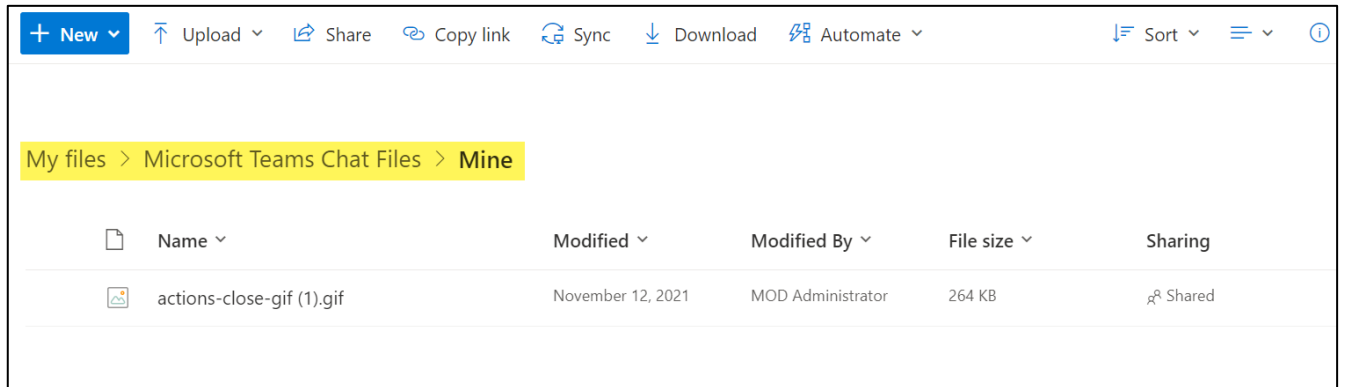 New Upload Share Copy link Sync Download Automate Sort
My files > Microsoft Teams Chat Files > Mine
Name Modified Modified By File size Sharing
actions-close-gif (1).gif November 12, 2021 MOD Administrator 264 KB Shared